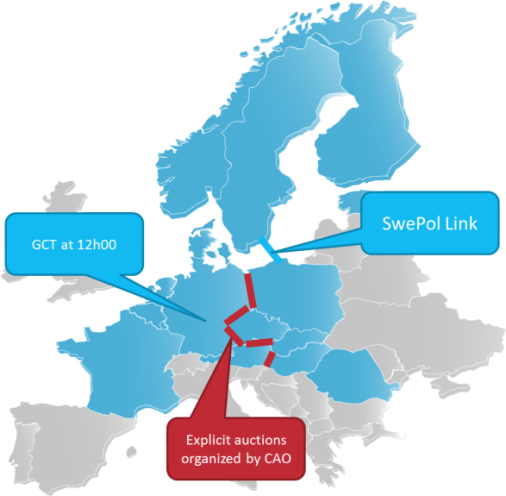 SwePol Link
GCT at 12h00
Explicit auctions
organized by CAO